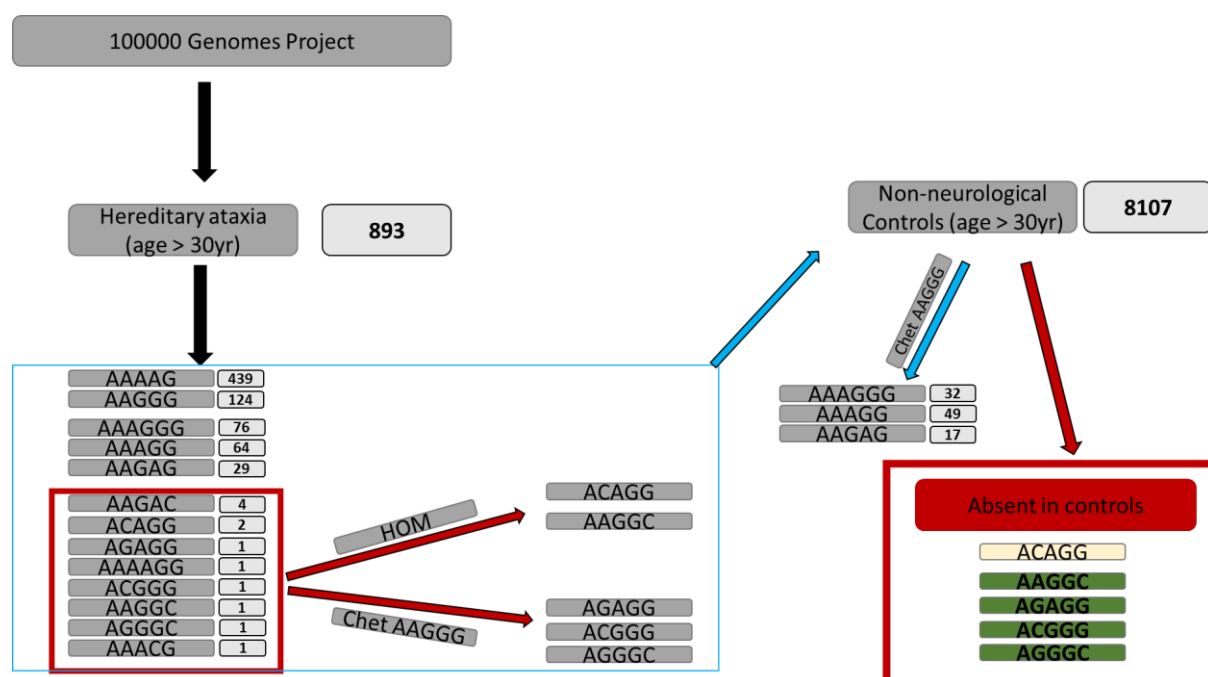 100000 Genomes Project
Hereditary ataxia
(age > 30yr)
893
Non-neurological
Controls (age > 30yr)
8107
AAAAG 439
AAGGG 124
AAAGGG 76
AAAGG 64
AAGAG 29
AAGAC 4
ACAGG 2
AGAGG 1
AAAAGG 1
ACGGG 1
AAGGC 1
AGGGC 1
AAACG 1
HOM
ACAGG
AAGGC
Chet AAGGG
AGAGG
ACGGG
AGGGC
Chet AAGGG
AAAGGG 32
AAAGG 49
AAGAG 17
Absent in controls
ACAGG
AAGGC
AGAGG
ACGGG
AGGGC